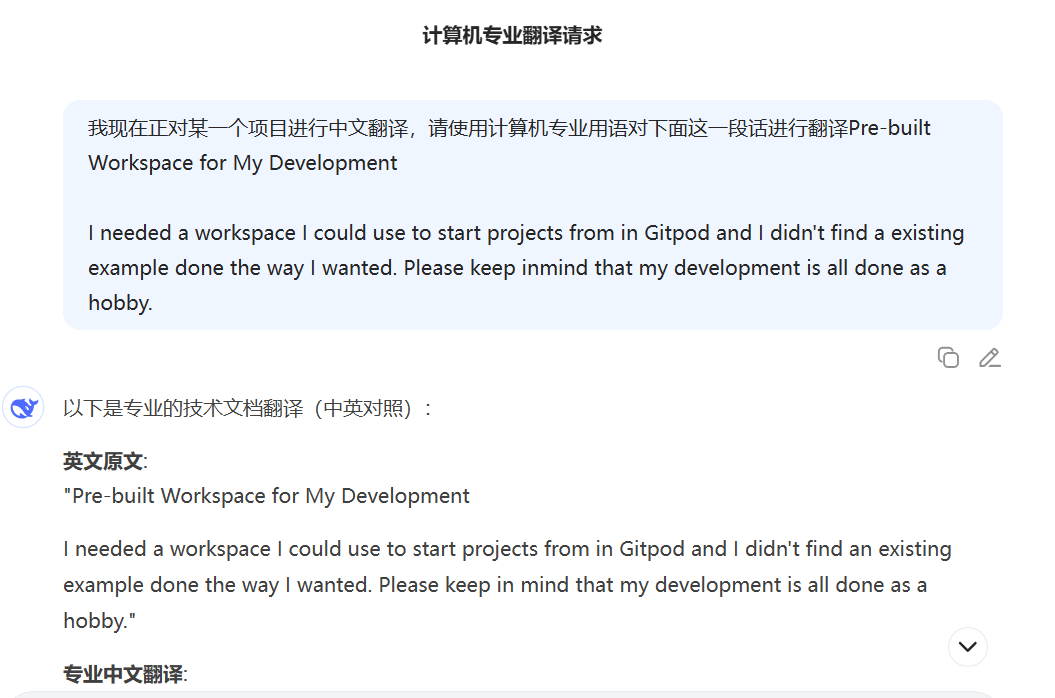 计算机专业翻译请求
我现在正对某一个项目进行中文翻译，请使用计算机专业用语对下面这一段话进行翻译Pre-built
Workspace for My Development
I needed a workspace I could use to start projects from in Gitpod and I didn't find a existing
example done the way I wanted. Please keep inmind that my development is all done as a
hobby.
以下是专业的技术文档翻译（中英对照）：
英文原文:
"Pre-built Workspace for My Development
I needed a workspace I could use to start projects from in Gitpod and I didn't find an existing
example done the way I wanted. Please keep in mind that my development is all done as a
hobby."
专业中文翻译: